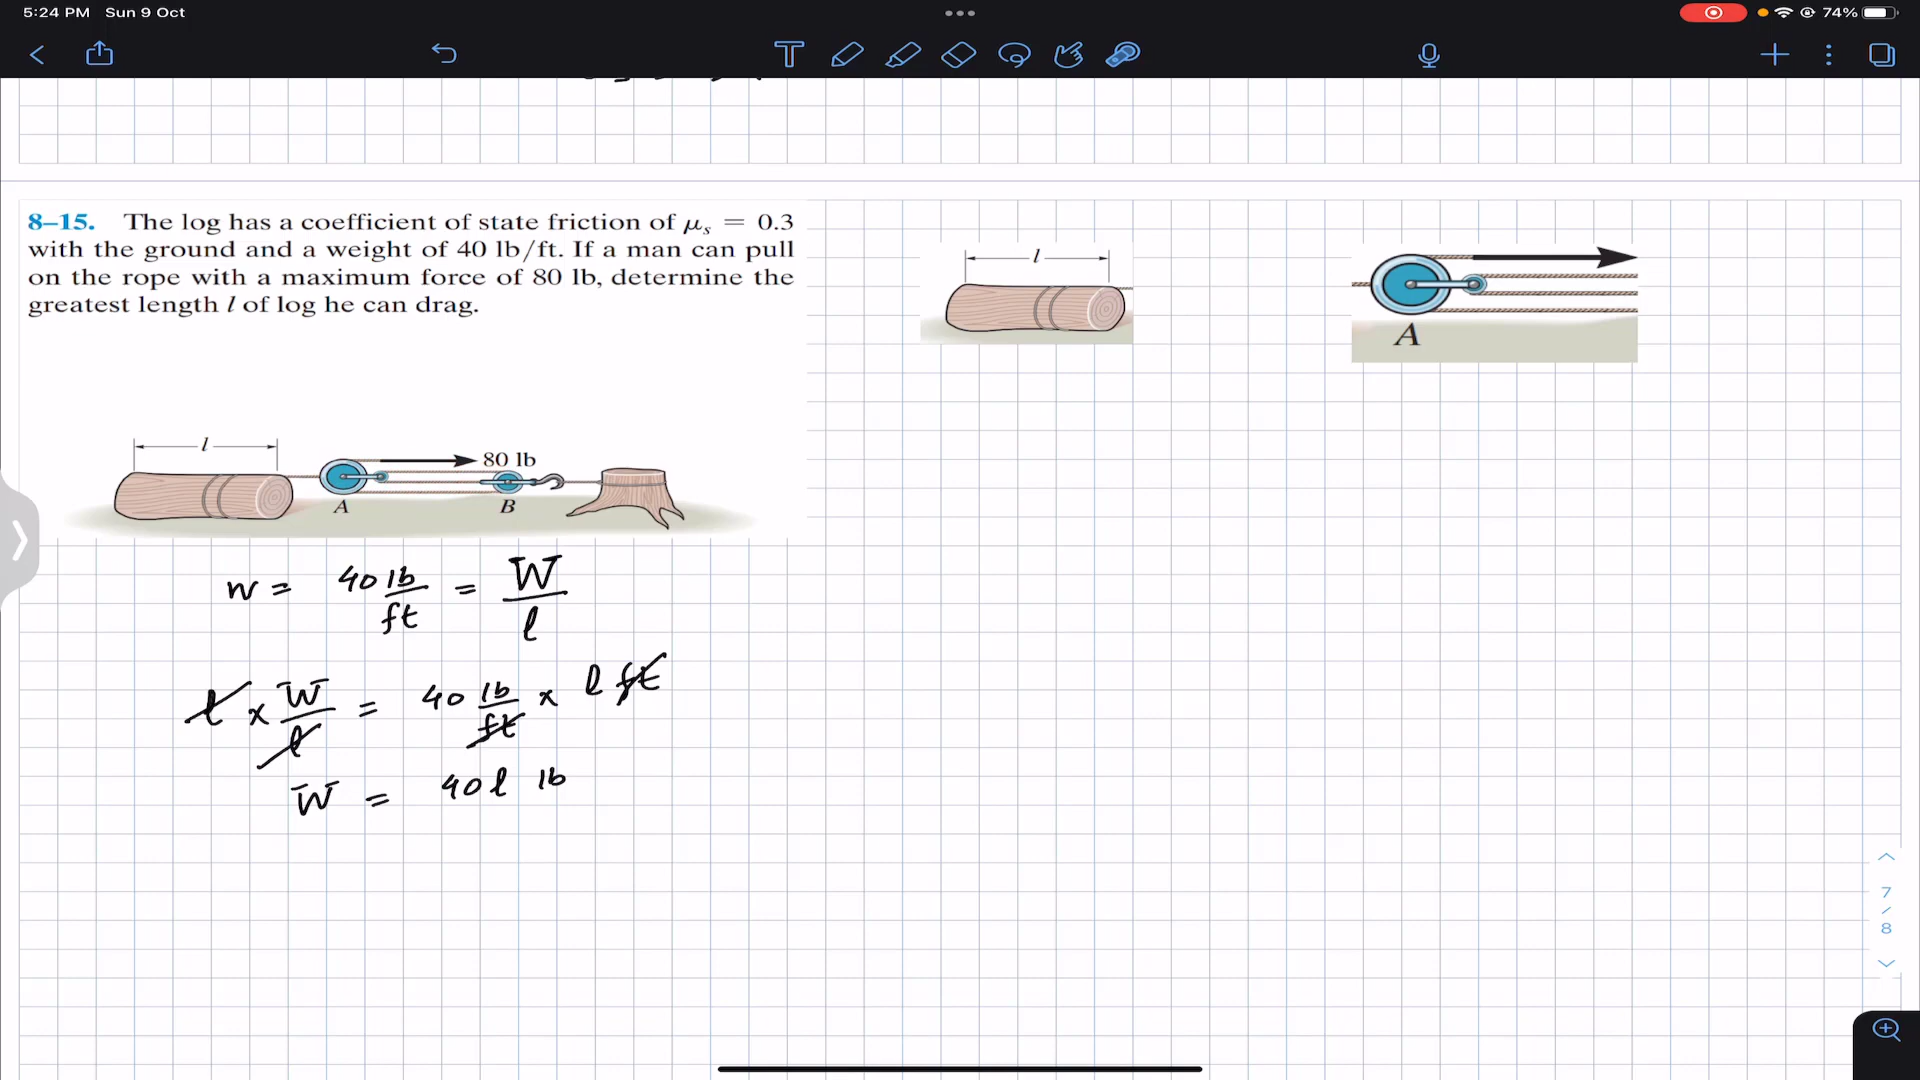 5:24 PM Sun 9 Oct
74%
8–15. The log has a coefficient of state friction of μs = 0.3
with the ground and a weight of 40 lb/ft. If a man can pull
on the rope with a maximum force of 80 lb, determine the
greatest length l of log he can drag.
l
A
l
80 lb
A
B
w = 40 lb/ft = W/l
l × W/l = 40 lb/ft × l ft
W = 40 l lb
7
/
8